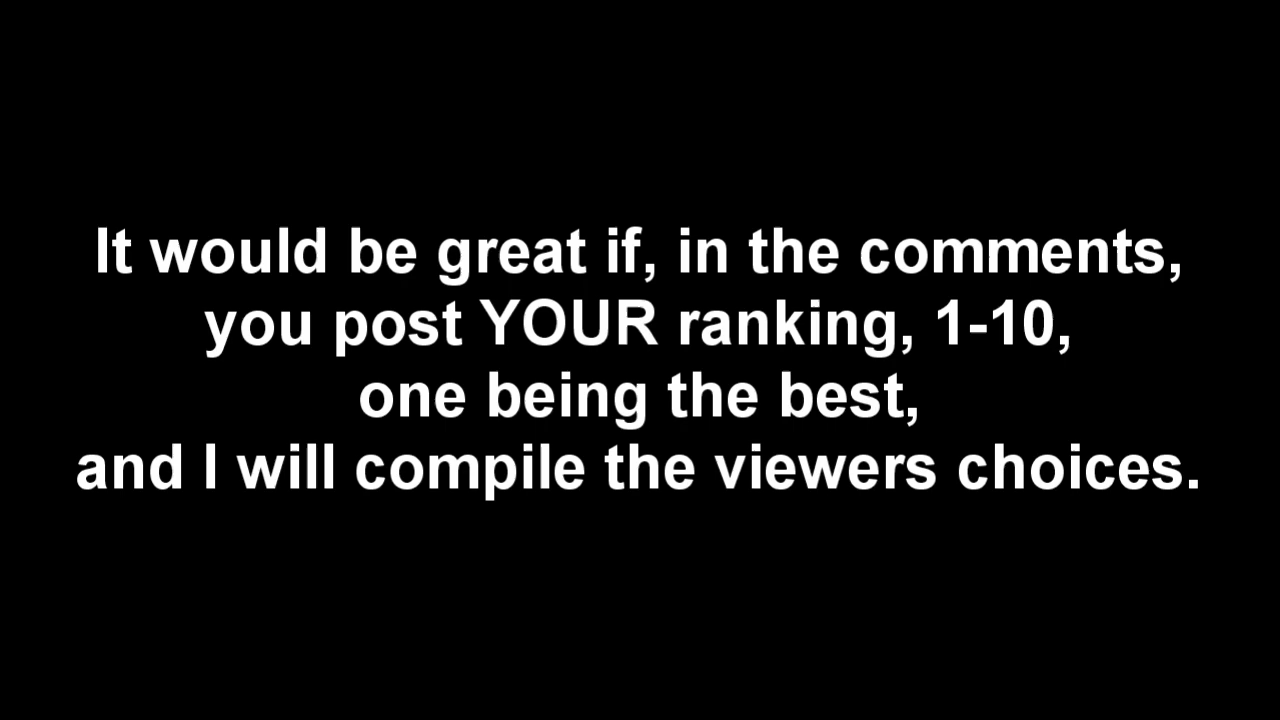 It would be great if, in the comments,
you post YOUR ranking, 1-10,
one being the best,
and I will compile the viewers choices.